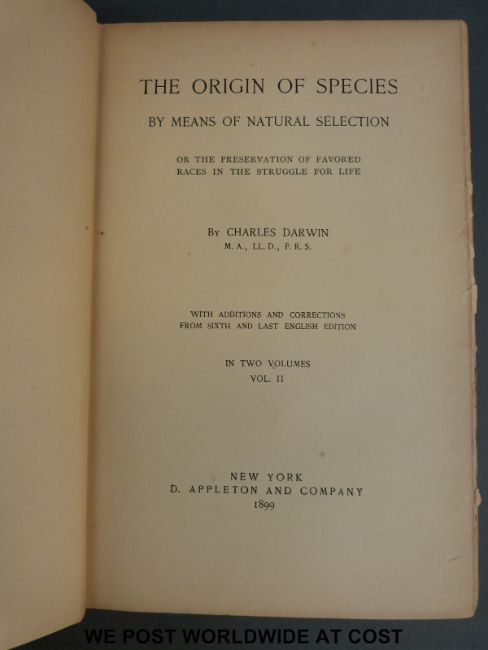 THE ORIGIN OF SPECIES
BY MEANS OF NATURAL SELECTION
OR THE PRESERVATION OF FAVORED
RACES IN THE STRUGGLE FOR LIFE
BY CHARLES DARWIN
M. A., LL. D., F. R. S.
WITH ADDITIONS AND CORRECTIONS
FROM SIXTH AND LAST ENGLISH EDITION
IN TWO VOLUMES
VOL. II
NEW YORK
D. APPLETON AND COMPANY
1899
WE POST WORLDWIDE AT COST